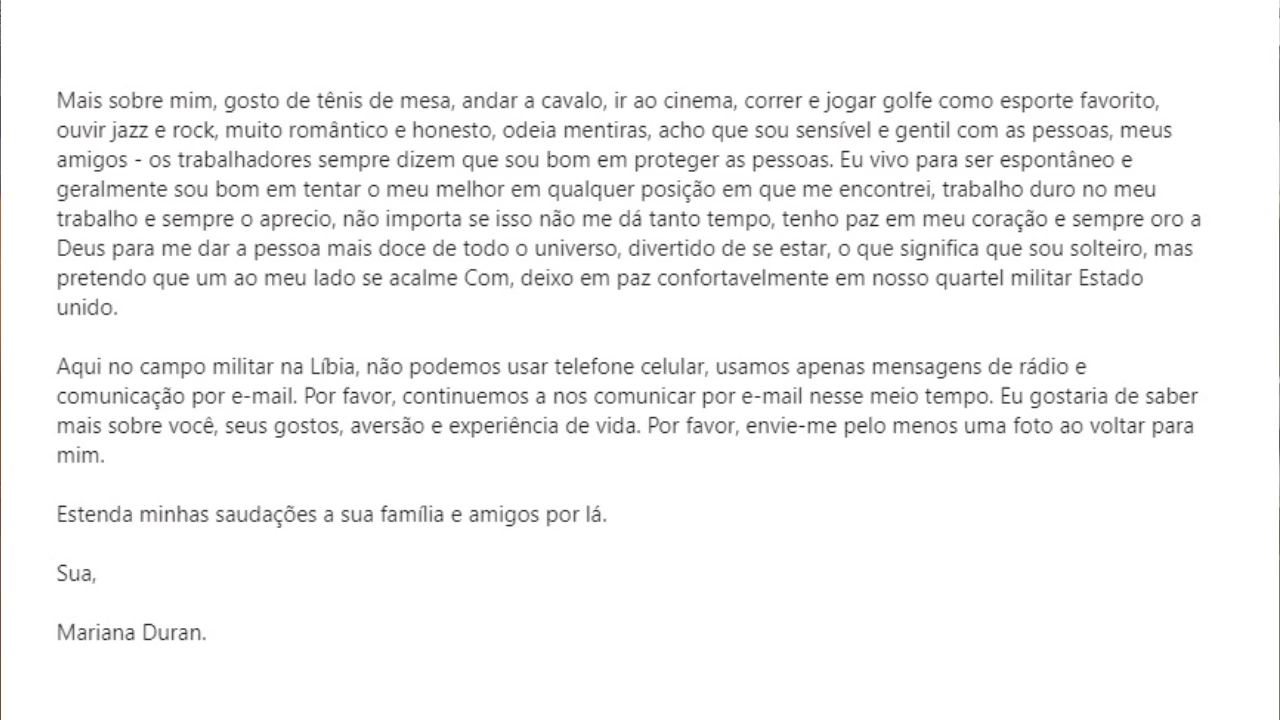 Mais sobre mim, gosto de tênis de mesa, andar a cavalo, ir ao cinema, correr e jogar golfe como esporte favorito,
ouvir jazz e rock, muito romântico e honesto, odeia mentiras, acho que sou sensível e gentil com as pessoas, meus
amigos - os trabalhadores sempre dizem que sou bom em proteger as pessoas. Eu vivo para ser espontâneo e
geralmente sou bom em tentar o meu melhor em qualquer posição em que me encontrei, trabalho duro no meu
trabalho e sempre o aprecio, não importa se isso não me dá tanto tempo, tenho paz em meu coração e sempre oro a
Deus para me dar a pessoa mais doce de todo o universo, divertido de se estar, o que significa que sou solteiro, mas
pretendo que um ao meu lado se acalme Com, deixo em paz confortavelmente em nosso quartel militar Estado
unido.
Aqui no campo militar na Líbia, não podemos usar telefone celular, usamos apenas mensagens de rádio e
comunicação por e-mail. Por favor, continuemos a nos comunicar por e-mail nesse meio tempo. Eu gostaria de saber
mais sobre você, seus gostos, aversão e experiência de vida. Por favor, envie-me pelo menos uma foto ao voltar para
mim.
Estenda minhas saudações a sua família e amigos por lá.
Sua,
Mariana Duran.